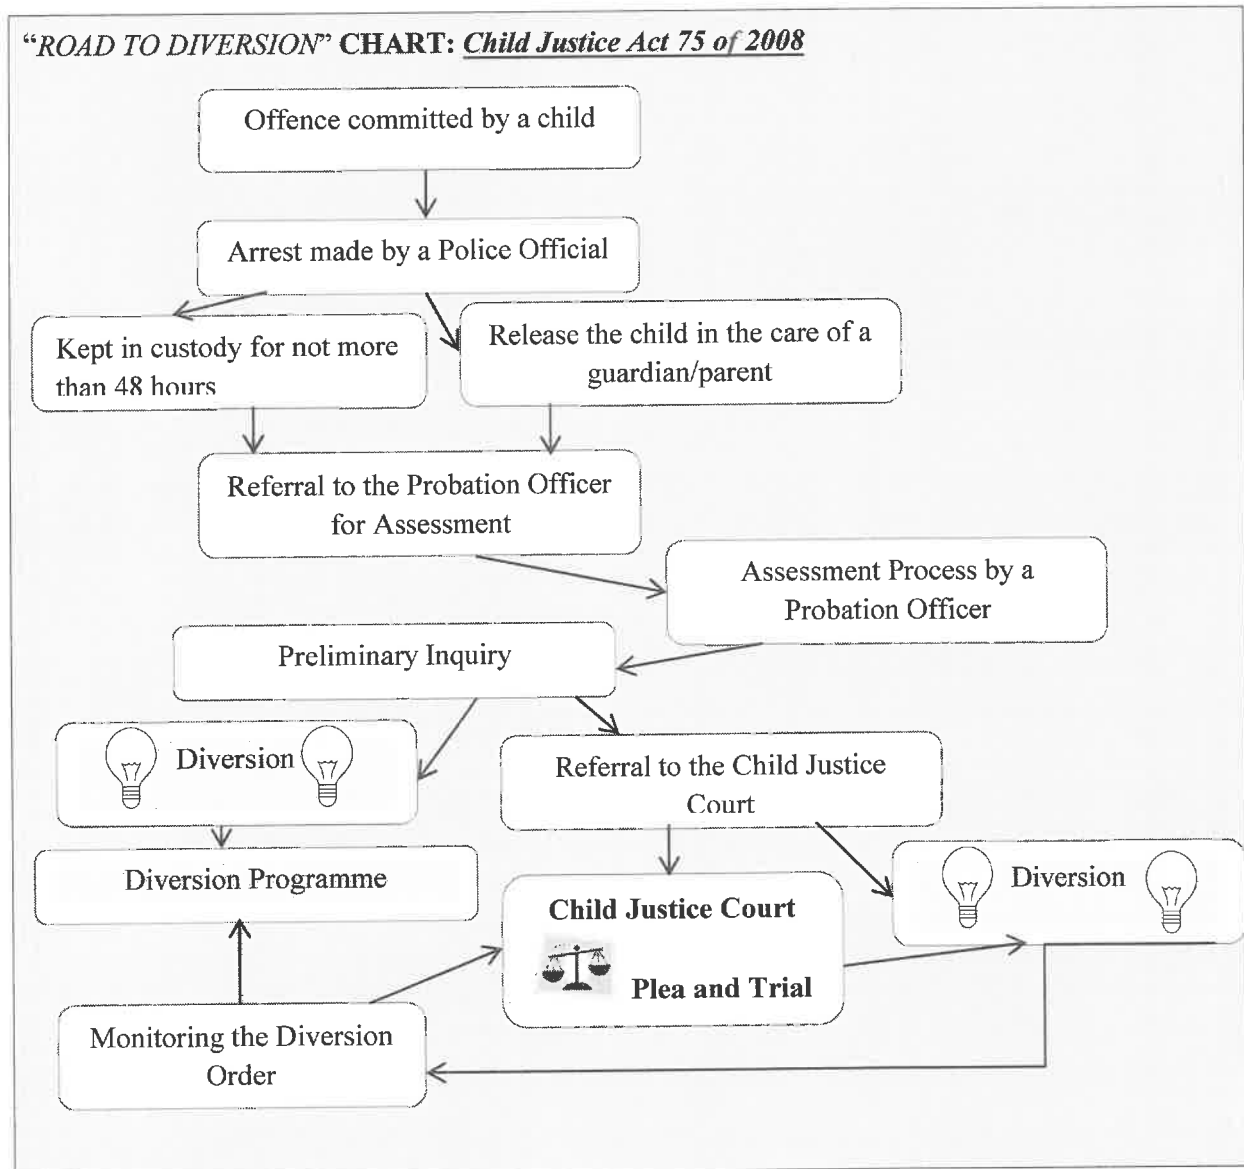 “ROAD TO DIVERSION” CHART: Child Justice Act 75 of 2008
Offence committed by a child
Arrest made by a Police Official
Kept in custody for not more
than 48 hours
Release the child in the care of a
guardian/parent
Referral to the Probation Officer
for Assessment
Assessment Process by a
Probation Officer
Preliminary Inquiry
Diversion
Referral to the Child Justice
Court
Diversion Programme
Child Justice Court
Plea and Trial
Diversion
Monitoring the Diversion
Order